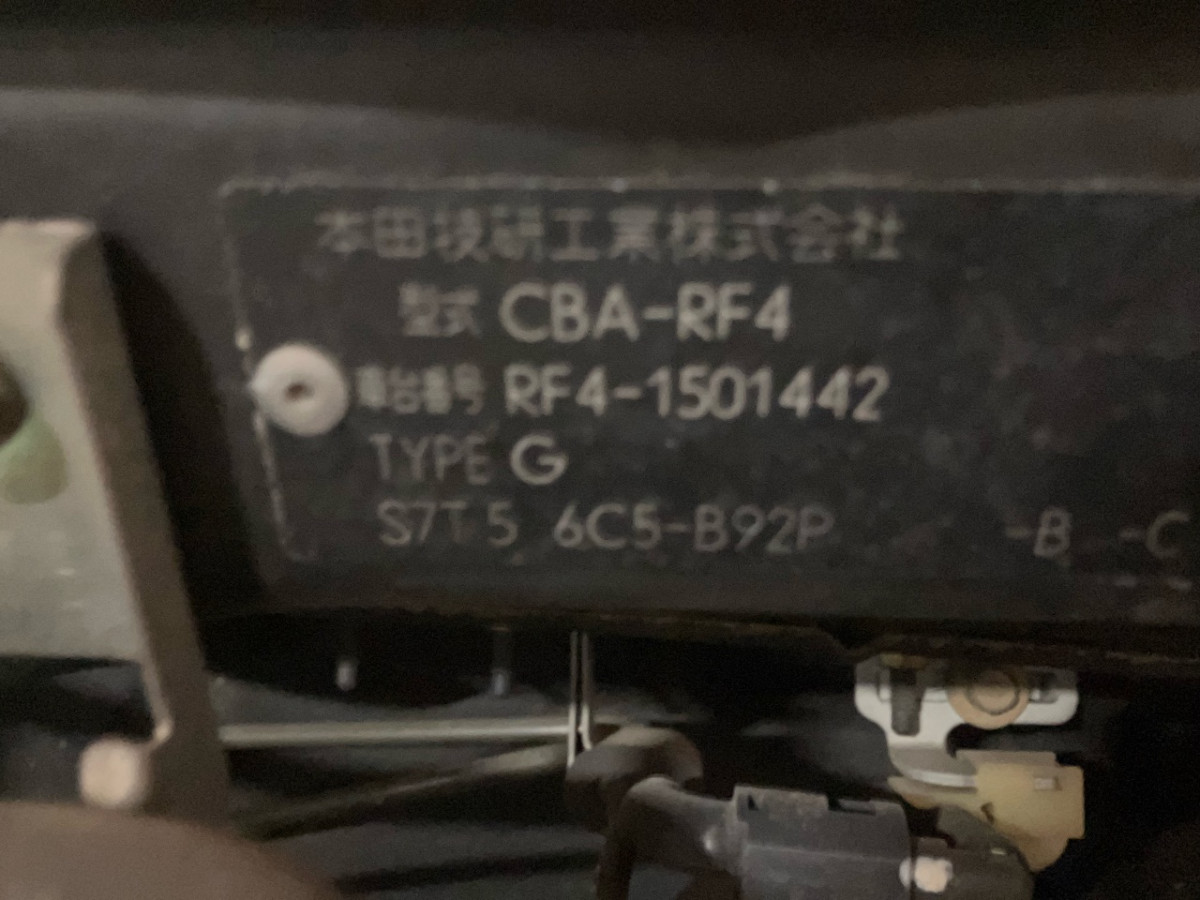 本田技研工業株式会社
型式 CBA-RF4
車台番号 RF4-1501442
TYPE G
S7T 5 6C5-B92P -B -C